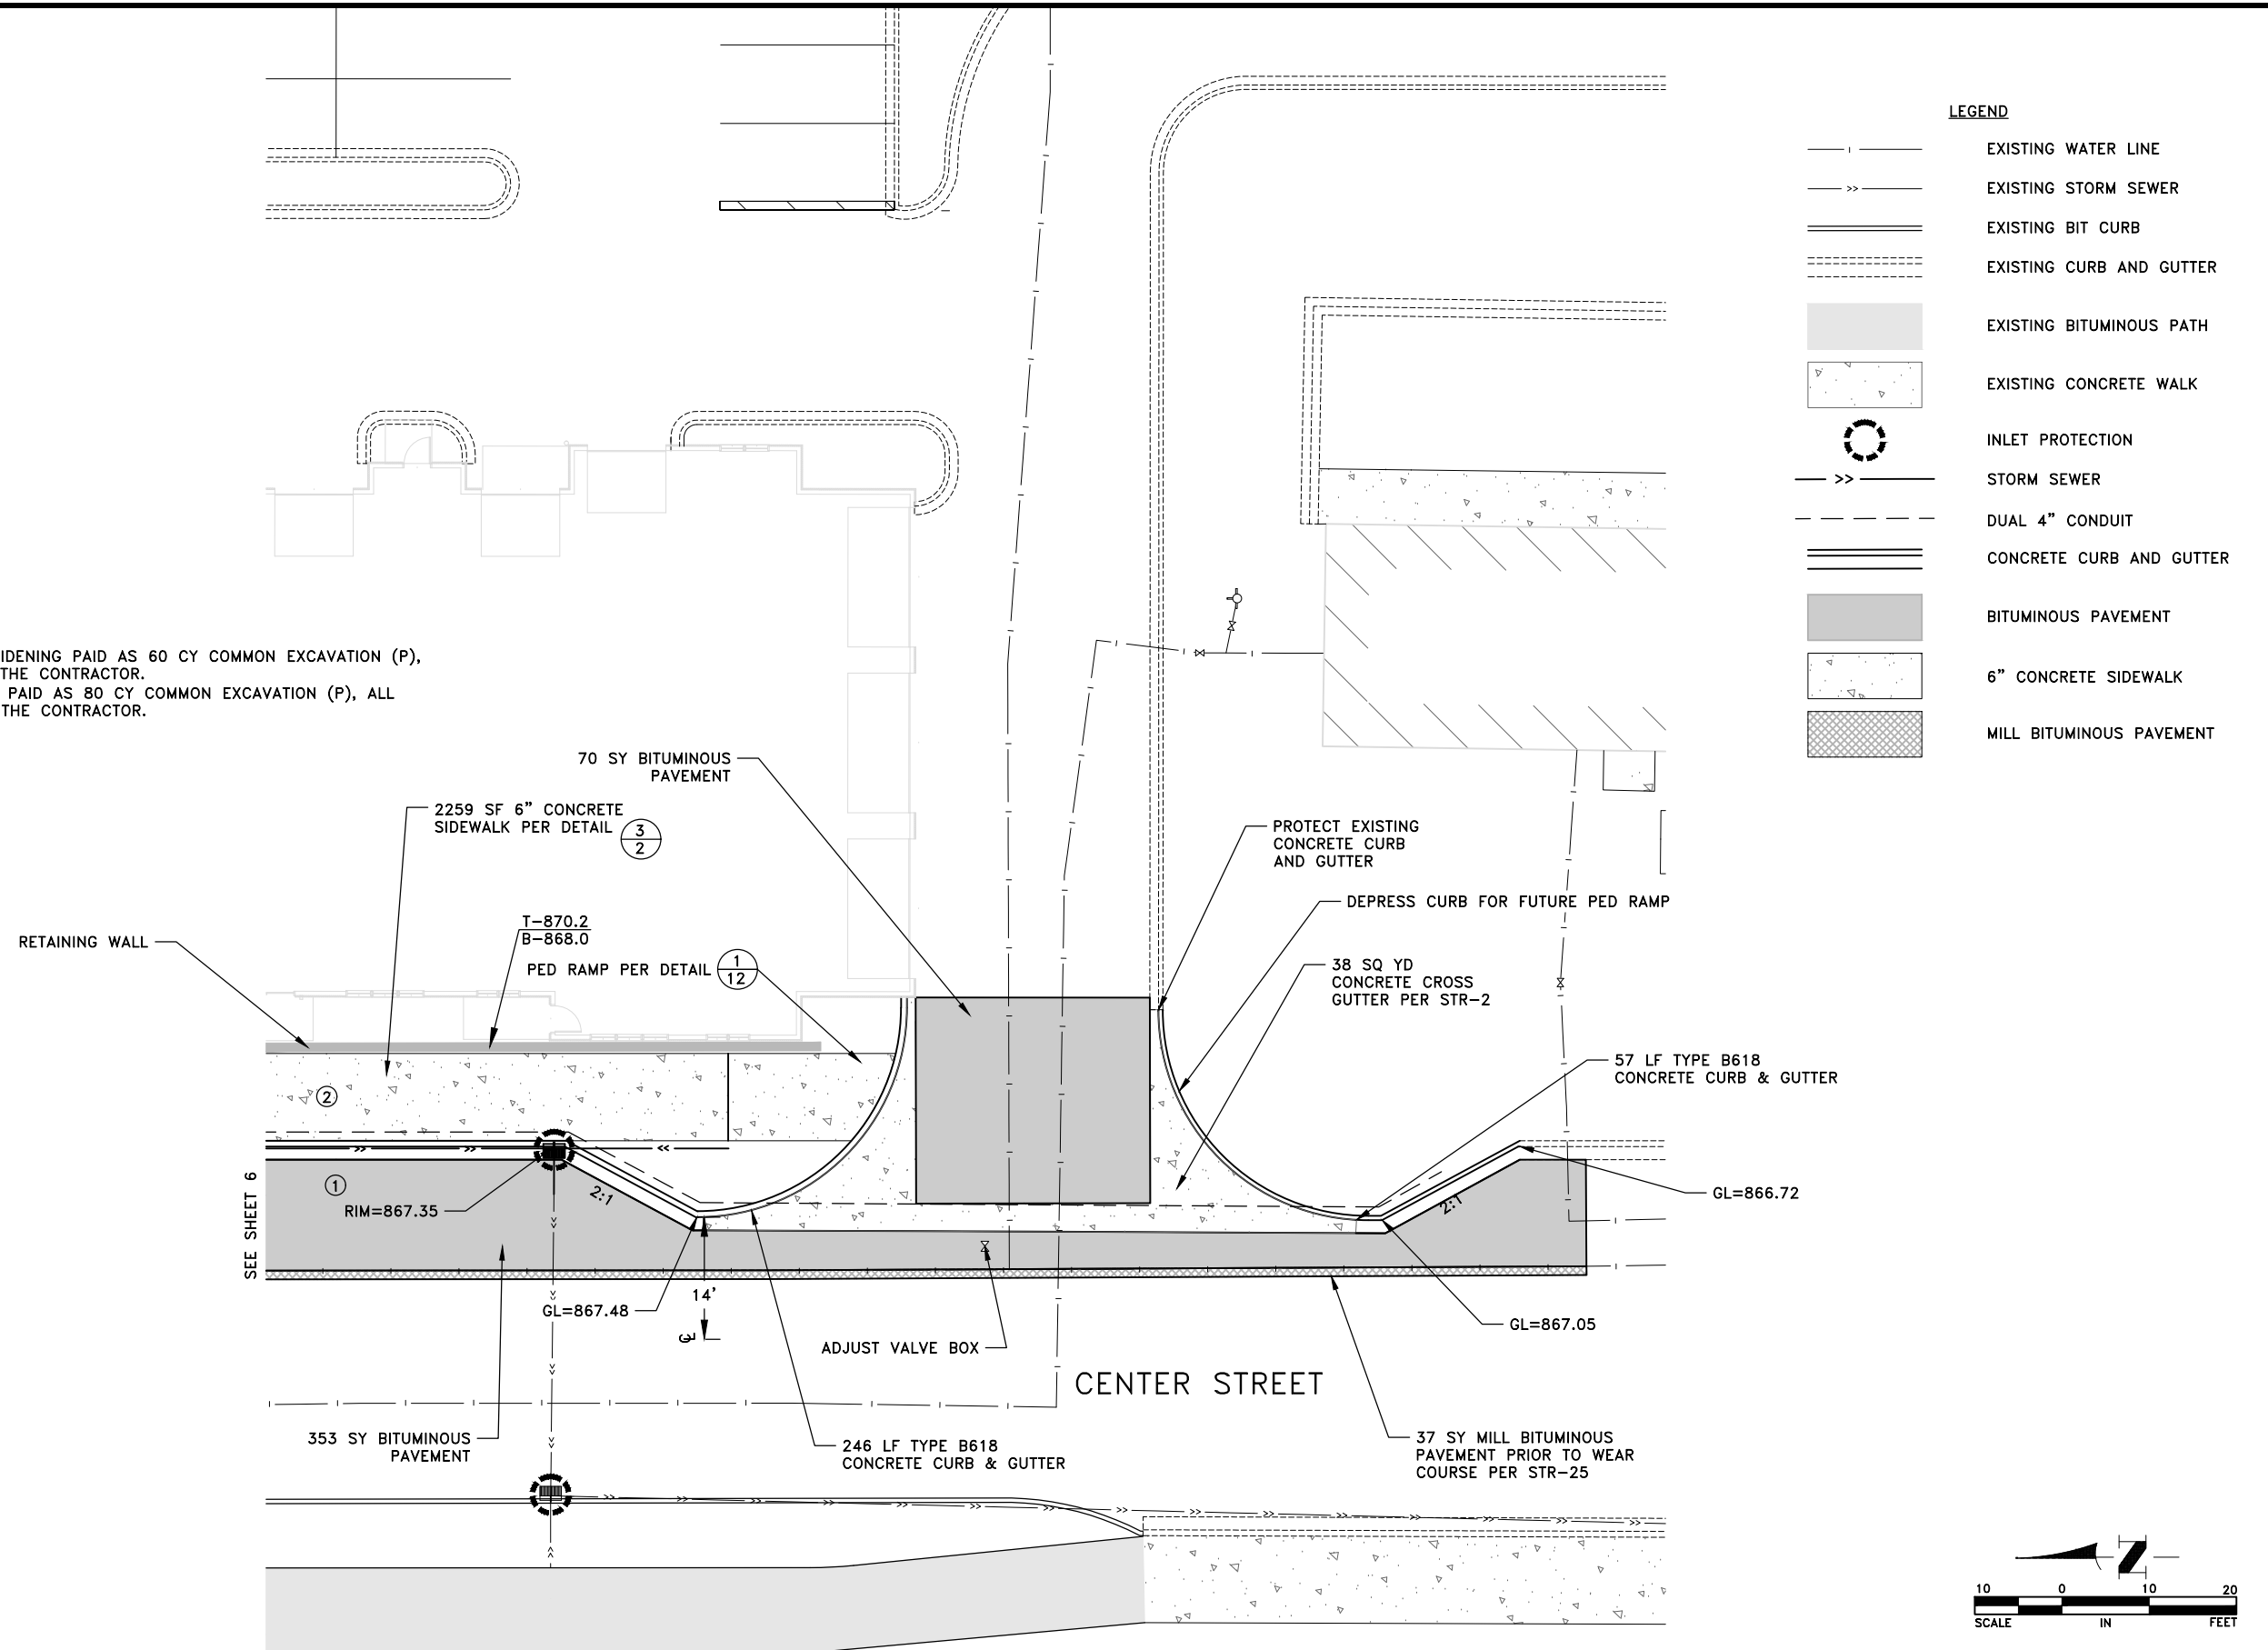 LEGEND
EXISTING WATER LINE
EXISTING STORM SEWER
EXISTING BIT CURB
EXISTING CURB AND GUTTER
EXISTING BITUMINOUS PATH
EXISTING CONCRETE WALK
INLET PROTECTION
STORM SEWER
DUAL 4" CONDUIT
CONCRETE CURB AND GUTTER
BITUMINOUS PAVEMENT
6" CONCRETE SIDEWALK
MILL BITUMINOUS PAVEMENT
IDENING PAID AS 60 CY COMMON EXCAVATION (P),
THE CONTRACTOR.
PAID AS 80 CY COMMON EXCAVATION (P), ALL
THE CONTRACTOR.
70 SY BITUMINOUS
PAVEMENT
2259 SF 6" CONCRETE
SIDEWALK PER DETAIL
3
2
PROTECT EXISTING
CONCRETE CURB
AND GUTTER
DEPRESS CURB FOR FUTURE PED RAMP
RETAINING WALL
T-870.2
B-868.0
PED RAMP PER DETAIL
1
12
38 SQ YD
CONCRETE CROSS
GUTTER PER STR-2
57 LF TYPE B618
CONCRETE CURB & GUTTER
2
1
2:1
2:1
RIM=867.35
GL=866.72
SEE SHEET 6
14'
GL=867.48
GL=867.05
ADJUST VALVE BOX
CENTER STREET
353 SY BITUMINOUS
PAVEMENT
246 LF TYPE B618
CONCRETE CURB & GUTTER
37 SY MILL BITUMINOUS
PAVEMENT PRIOR TO WEAR
COURSE PER STR-25
Z
10 0 10 20
SCALE IN FEET